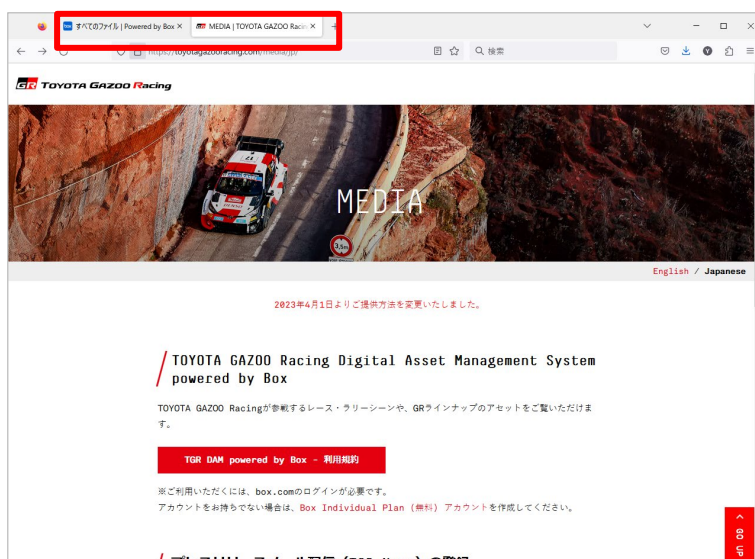 すべてのファイル | Powered by Box
MEDIA | TOYOTA GAZOO Racing
https://toyotagazooracing.com/media/jp/
検索
GR TOYOTA GAZOO Racing
MEDIA
3,5m
English / Japanese
2023年4月1日よりご提供方法を変更いたしました。
TOYOTA GAZOO Racing Digital Asset Management System
powered by Box
TOYOTA GAZOO Racingが参戦するレース・ラリーシーンや、GRラインナップのアセットをご覧いただけま
す。
TGR DAM powered by Box - 利用規約
※ご利用いただくには、box.comのログインが必要です。
アカウントをお持ちでない場合は、Box Individual Plan (無料) アカウントを作成してください。
GO UP